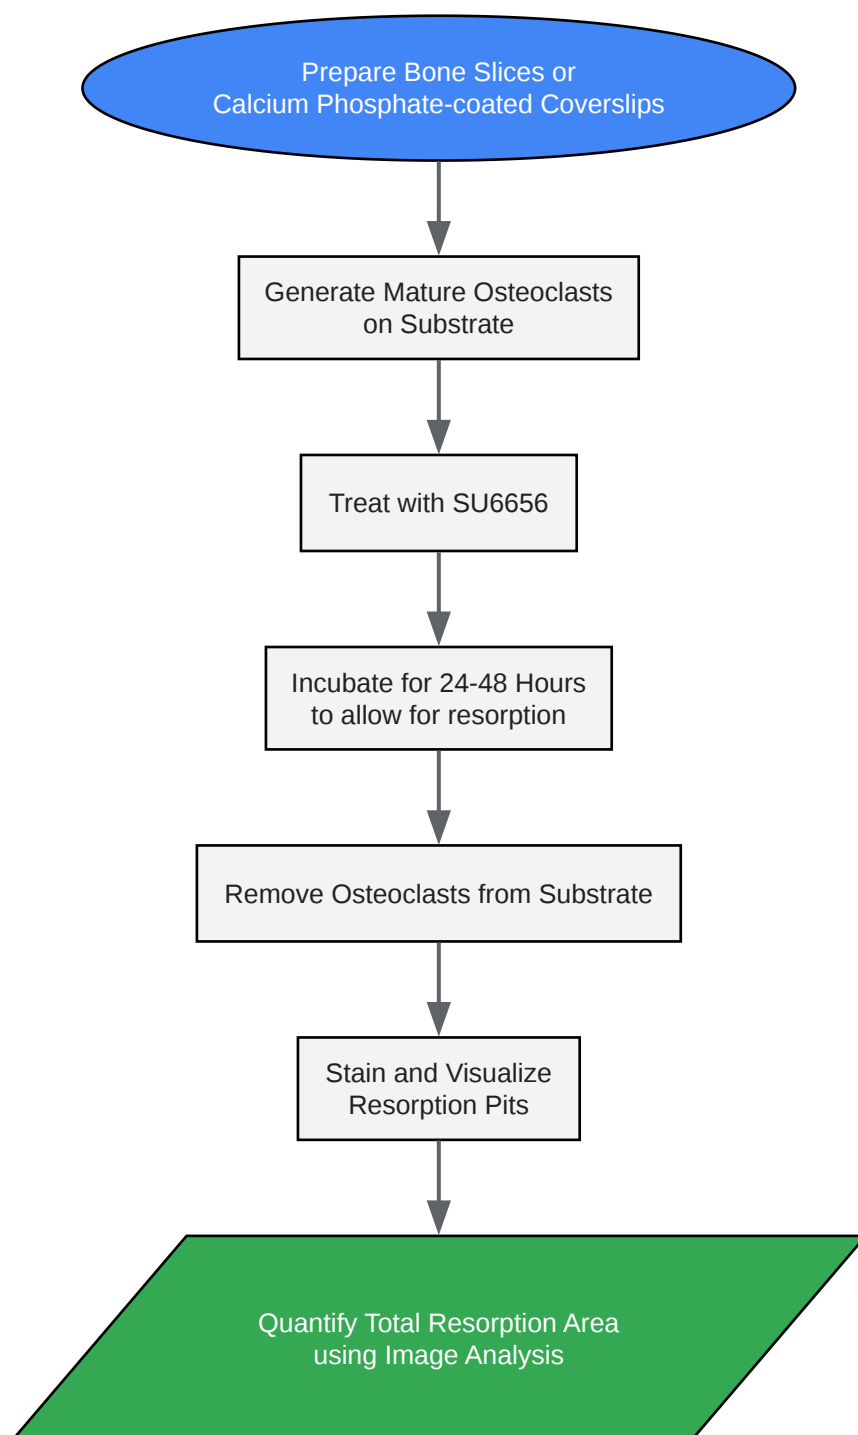 Prepare Bone Slices or
Calcium Phosphate-coated Coverslips
Generate Mature Osteoclasts
on Substrate
Treat with SU6656
Incubate for 24-48 Hours
to allow for resorption
Remove Osteoclasts from Substrate
Stain and Visualize
Resorption Pits
Quantify Total Resorption Area
using Image Analysis